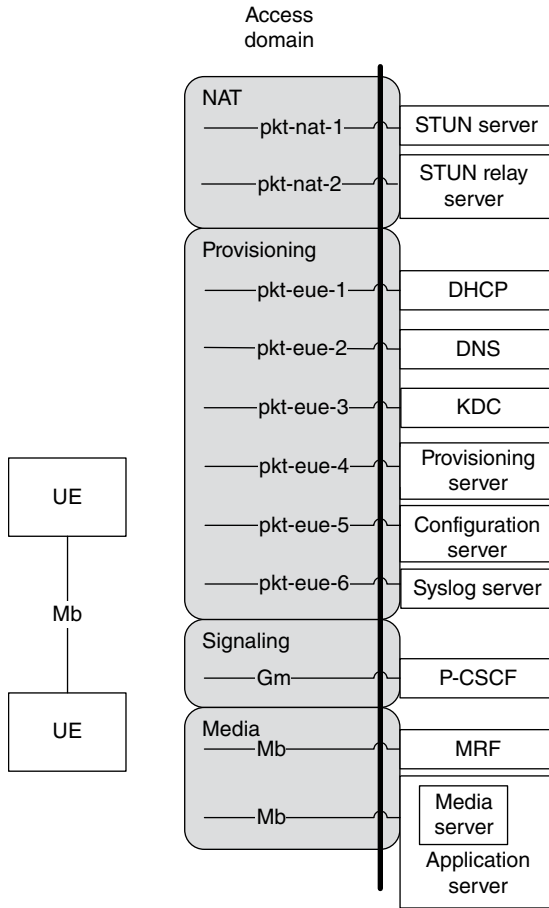 Access
domain
NAT
pkt-nat-1
STUN server
pkt-nat-2
STUN relay
server
Provisioning
pkt-eue-1
DHCP
pkt-eue-2
DNS
pkt-eue-3
KDC
pkt-eue-4
Provisioning
server
pkt-eue-5
Configuration
server
pkt-eue-6
Syslog server
UE
Mb
UE
Signaling
Gm
P-CSCF
Media
Mb
MRF
Mb
Media
server
Application
server